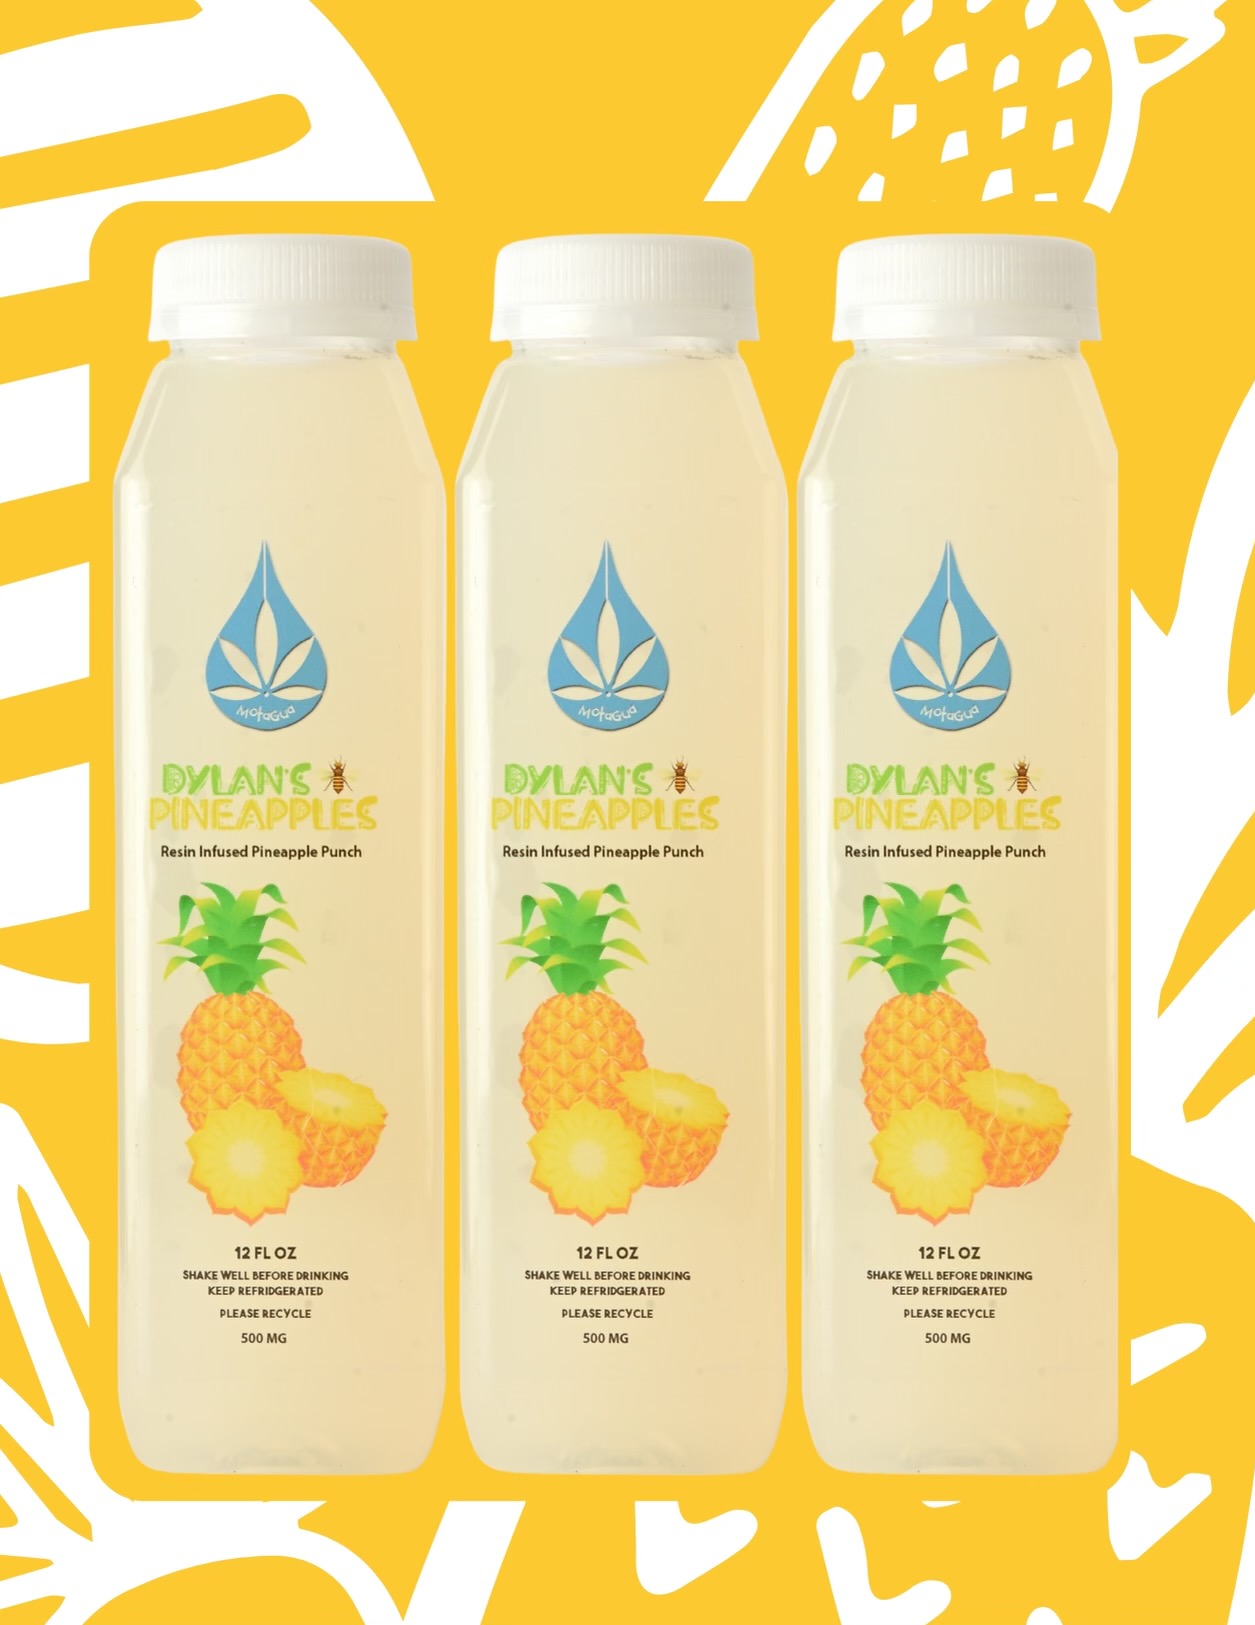 MotaGua
DYLAN'S
PINEAPPLES
Resin Infused Pineapple Punch
12 FL OZ
SHAKE WELL BEFORE DRINKING
KEEP REFRIDGERATED
PLEASE RECYCLE
500 MG
MotaGua
DYLAN'S
PINEAPPLES
Resin Infused Pineapple Punch
12 FL OZ
SHAKE WELL BEFORE DRINKING
KEEP REFRIDGERATED
PLEASE RECYCLE
500 MG
MotaGua
DYLAN'S
PINEAPPLES
Resin Infused Pineapple Punch
12 FL OZ
SHAKE WELL BEFORE DRINKING
KEEP REFRIDGERATED
PLEASE RECYCLE
500 MG